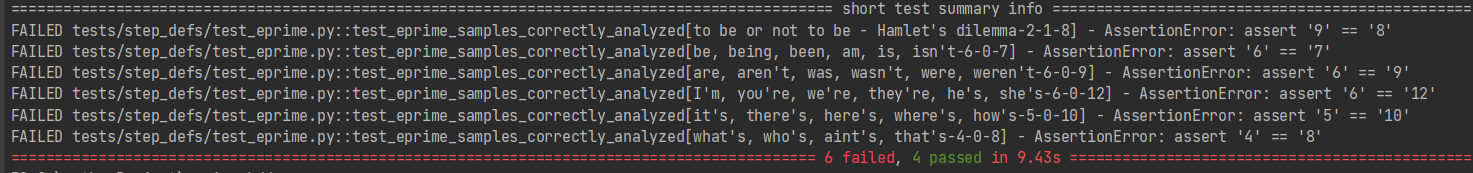 ============================================================================================ short test summary info ===============================================
FAILED tests/step_defs/test_eprime.py::test_eprime_samples_correctly_analyzed[to be or not to be - Hamlet's dilemma-2-1-8] - AssertionError: assert '9' == '8'
FAILED tests/step_defs/test_eprime.py::test_eprime_samples_correctly_analyzed[be, being, been, am, is, isn't-6-0-7] - AssertionError: assert '6' == '7'
FAILED tests/step_defs/test_eprime.py::test_eprime_samples_correctly_analyzed[are, aren't, was, wasn't, were, weren't-6-0-9] - AssertionError: assert '6' == '9'
FAILED tests/step_defs/test_eprime.py::test_eprime_samples_correctly_analyzed[I'm, you're, we're, they're, he's, she's-6-0-12] - AssertionError: assert '6' == '12'
FAILED tests/step_defs/test_eprime.py::test_eprime_samples_correctly_analyzed[it's, there's, here's, where's, how's-5-0-10] - AssertionError: assert '5' == '10'
FAILED tests/step_defs/test_eprime.py::test_eprime_samples_correctly_analyzed[what's, who's, aint's, that's-4-0-8] - AssertionError: assert '4' == '8'
========================================================================================== 6 failed, 4 passed in 9.43s =============================================